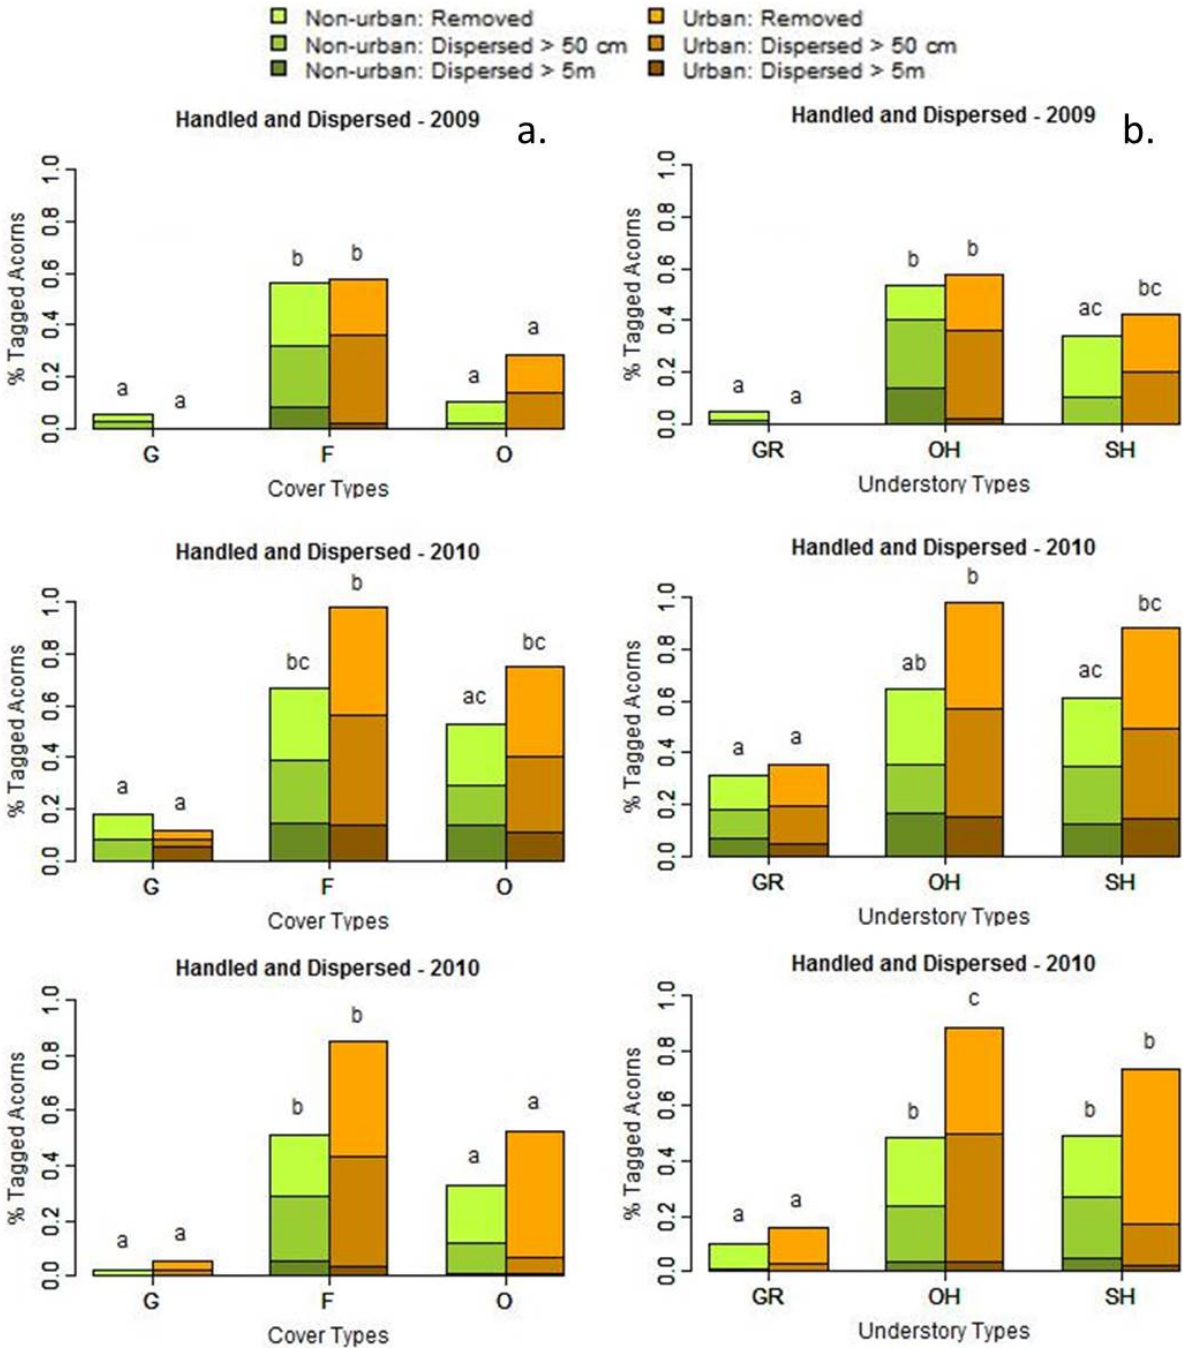 Non-urban: Removed
Non-urban: Dispersed > 50 cm
Non-urban: Dispersed > 5m
Urban: Removed
Urban: Dispersed > 50 cm
Urban: Dispersed > 5m
Handled and Dispersed - 2009
a.
% Tagged Acorns
0.0 0.2 0.4 0.6 0.8 1.0
a a b b a a
G F O
Cover Types
Handled and Dispersed - 2009
b.
% Tagged Acorns
0.0 0.2 0.4 0.6 0.8 1.0
a a b b ac bc
GR OH SH
Understory Types
Handled and Dispersed - 2010
% Tagged Acorns
0.0 0.2 0.4 0.6 0.8 1.0
a a bc b ac bc
G F O
Cover Types
Handled and Dispersed - 2010
% Tagged Acorns
0.0 0.2 0.4 0.6 0.8 1.0
a a ab b ac bc
GR OH SH
Understory Types
Handled and Dispersed - 2010
% Tagged Acorns
0.0 0.2 0.4 0.6 0.8 1.0
a a b b a a
G F O
Cover Types
Handled and Dispersed - 2010
% Tagged Acorns
0.0 0.2 0.4 0.6 0.8 1.0
a a b c b b
GR OH SH
Understory Types